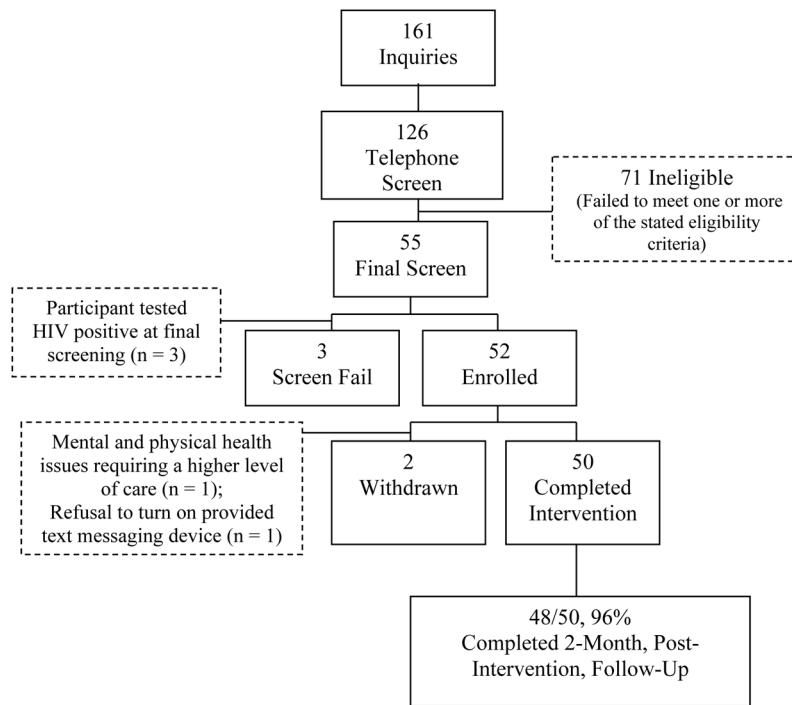 161
Inquiries
126
Telephone
Screen
71 Ineligible
(Failed to meet one or more
of the stated eligibility
criteria)
55
Final Screen
Participant tested
HIV positive at final
screening (n = 3)
3
Screen Fail
52
Enrolled
Mental and physical health
issues requiring a higher level
of care (n = 1);
Refusal to turn on provided
text messaging device (n = 1)
2
Withdrawn
50
Completed
Intervention
48/50, 96%
Completed 2-Month, Post-
Intervention, Follow-Up